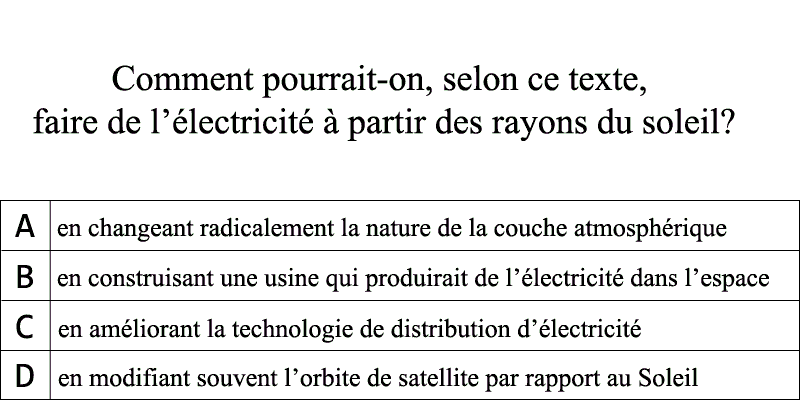 Comment pourrait-on, selon ce texte,
faire de l’électricité à partir des rayons du soleil?
A en changeant radicalement la nature de la couche atmosphérique
B en construisant une usine qui produirait de l’électricité dans l’espace
C en améliorant la technologie de distribution d’électricité
D en modifiant souvent l’orbite de satellite par rapport au Soleil